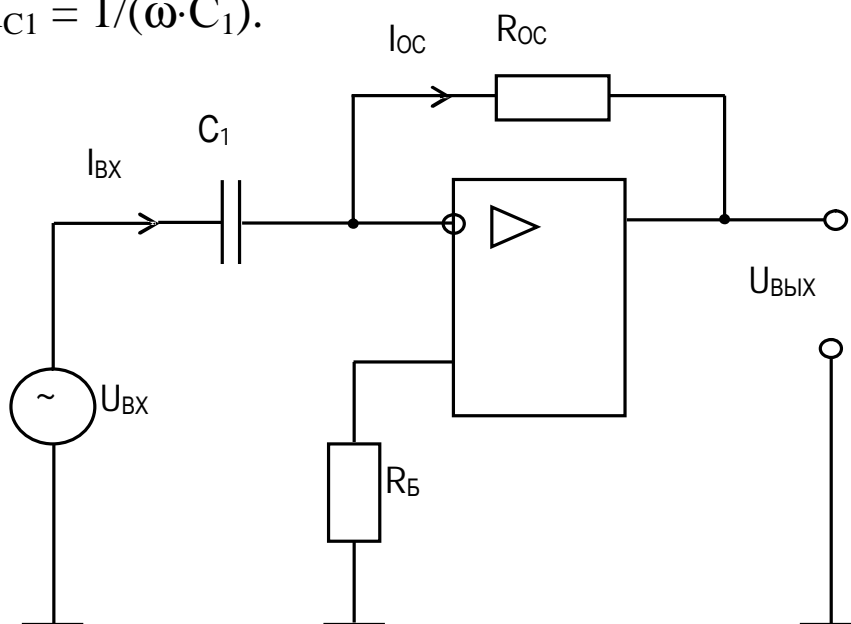 C1 = 1/(ω·C1).
IОС
RОС
C1
IВХ
UВЫХ
~
UВХ
RБ